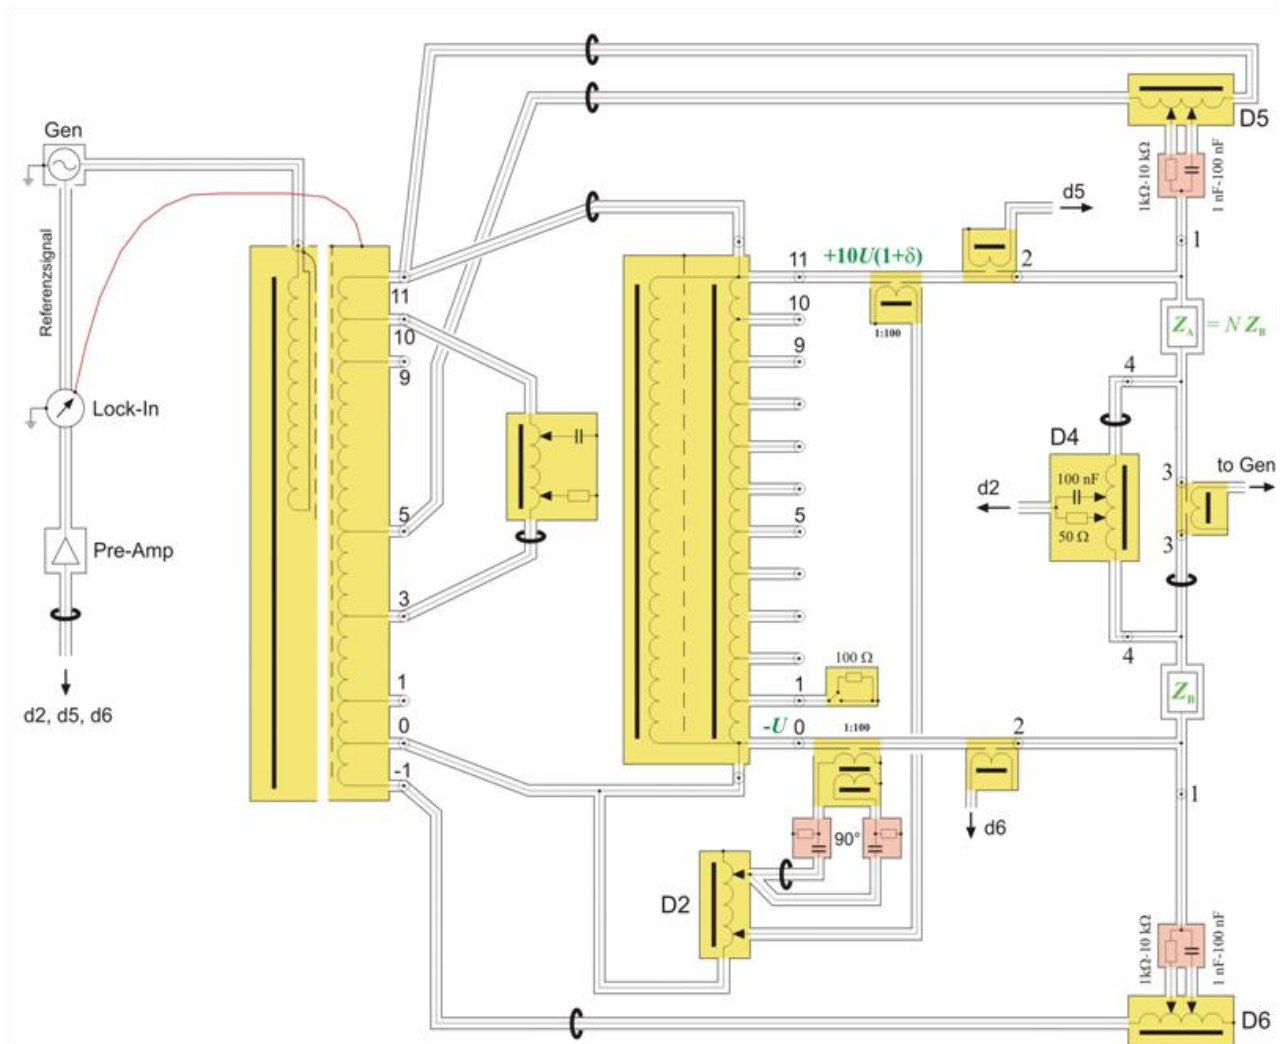 Gen
Referenzsignal
Lock-In
Pre-Amp
d2, d5, d6
11
10
9
5
3
1
0
-1
11
10
9
5
1
0
+10U(1+δ)
-U
1:100
1:100
100 Ω
90°
D2
d5
2
2
d6
D5
1kΩ-10 kΩ
1 nF-100 nF
1
Z_A = N Z_B
4
D4
100 nF
50 Ω
d2
3
3
to Gen
4
Z_B
1
1kΩ-10 kΩ
1 nF-100 nF
D6